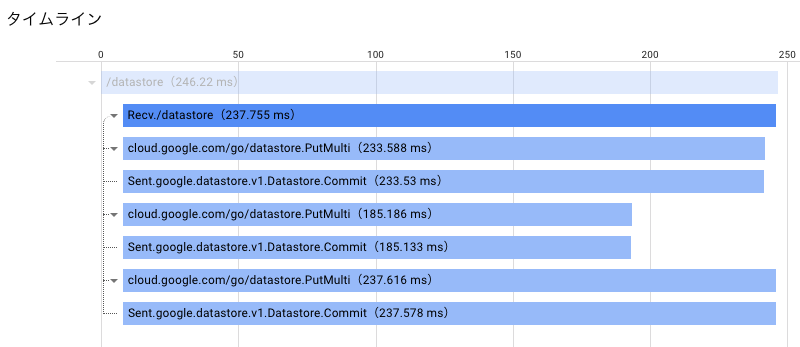 タイムライン
0 50 100 150 200 250
/datastore（246.22 ms）
Recv./datastore（237.755 ms）
cloud.google.com/go/datastore.PutMulti（233.588 ms）
Sent.google.datastore.v1.Datastore.Commit（233.53 ms）
cloud.google.com/go/datastore.PutMulti（185.186 ms）
Sent.google.datastore.v1.Datastore.Commit（185.133 ms）
cloud.google.com/go/datastore.PutMulti（237.616 ms）
Sent.google.datastore.v1.Datastore.Commit（237.578 ms）